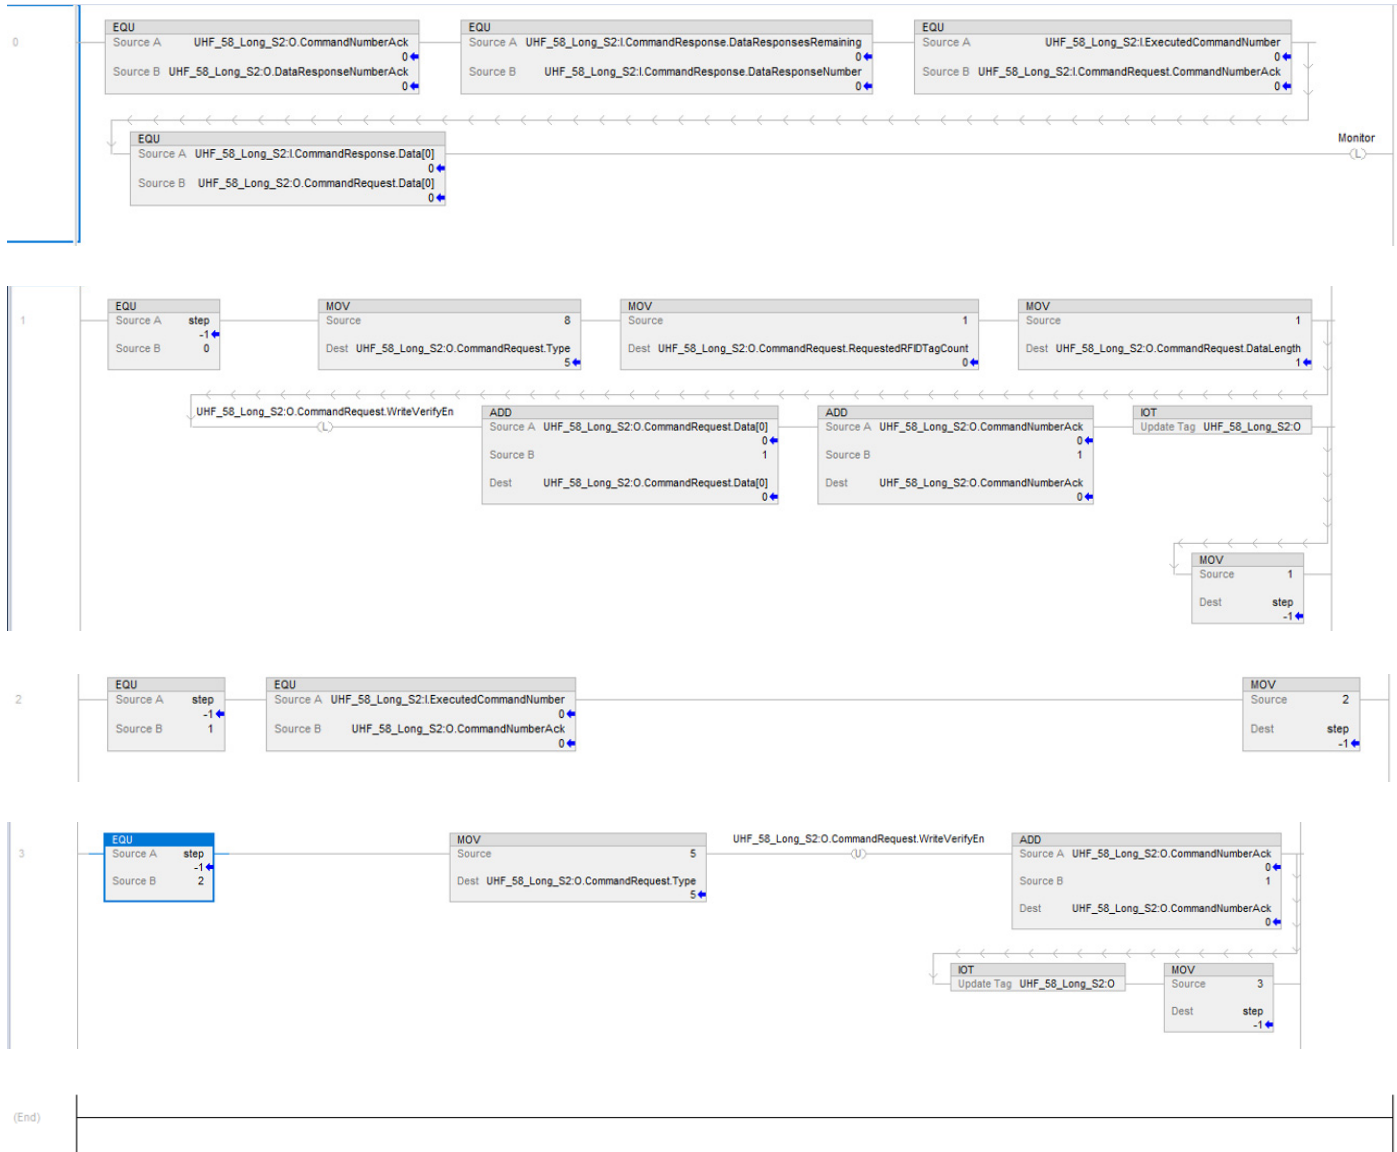 0
EQU
Source A UHF_58_Long_S2:O.CommandNumberAck
0
Source B UHF_58_Long_S2:O.DataResponseNumberAck
0
EQU
Source A UHF_58_Long_S2:I.CommandResponse.DataResponsesRemaining
0
Source B UHF_58_Long_S2:I.CommandResponse.DataResponseNumber
0
EQU
Source A UHF_58_Long_S2:I.ExecutedCommandNumber
0
Source B UHF_58_Long_S2:I.CommandRequest.CommandNumberAck
0
EQU
Source A UHF_58_Long_S2:I.CommandResponse.Data[0]
0
Source B UHF_58_Long_S2:O.CommandRequest.Data[0]
0
Monitor
(L)
1
EQU
Source A step
-1
Source B 0
MOV
Source 8
Dest UHF_58_Long_S2:O.CommandRequest.Type
5
MOV
Source 1
Dest UHF_58_Long_S2:O.CommandRequest.RequestedRFIDTagCount
0
MOV
Source 1
Dest UHF_58_Long_S2:O.CommandRequest.DataLength
1
UHF_58_Long_S2:O.CommandRequest.WriteVerifyEn
(L)
ADD
Source A UHF_58_Long_S2:O.CommandRequest.Data[0]
0
Source B 1
Dest UHF_58_Long_S2:O.CommandRequest.Data[0]
0
ADD
Source A UHF_58_Long_S2:O.CommandNumberAck
0
Source B 1
Dest UHF_58_Long_S2:O.CommandNumberAck
0
IOT
Update Tag UHF_58_Long_S2:O
MOV
Source 1
Dest step
-1
2
EQU
Source A step
-1
Source B 1
EQU
Source A UHF_58_Long_S2:I.ExecutedCommandNumber
0
Source B UHF_58_Long_S2:O.CommandNumberAck
0
MOV
Source 2
Dest step
-1
3
EQU
Source A step
-1
Source B 2
MOV
Source 5
Dest UHF_58_Long_S2:O.CommandRequest.Type
5
UHF_58_Long_S2:O.CommandRequest.WriteVerifyEn
(U)
ADD
Source A UHF_58_Long_S2:O.CommandNumberAck
0
Source B 1
Dest UHF_58_Long_S2:O.CommandNumberAck
0
IOT
Update Tag UHF_58_Long_S2:O
MOV
Source 3
Dest step
-1
(End)